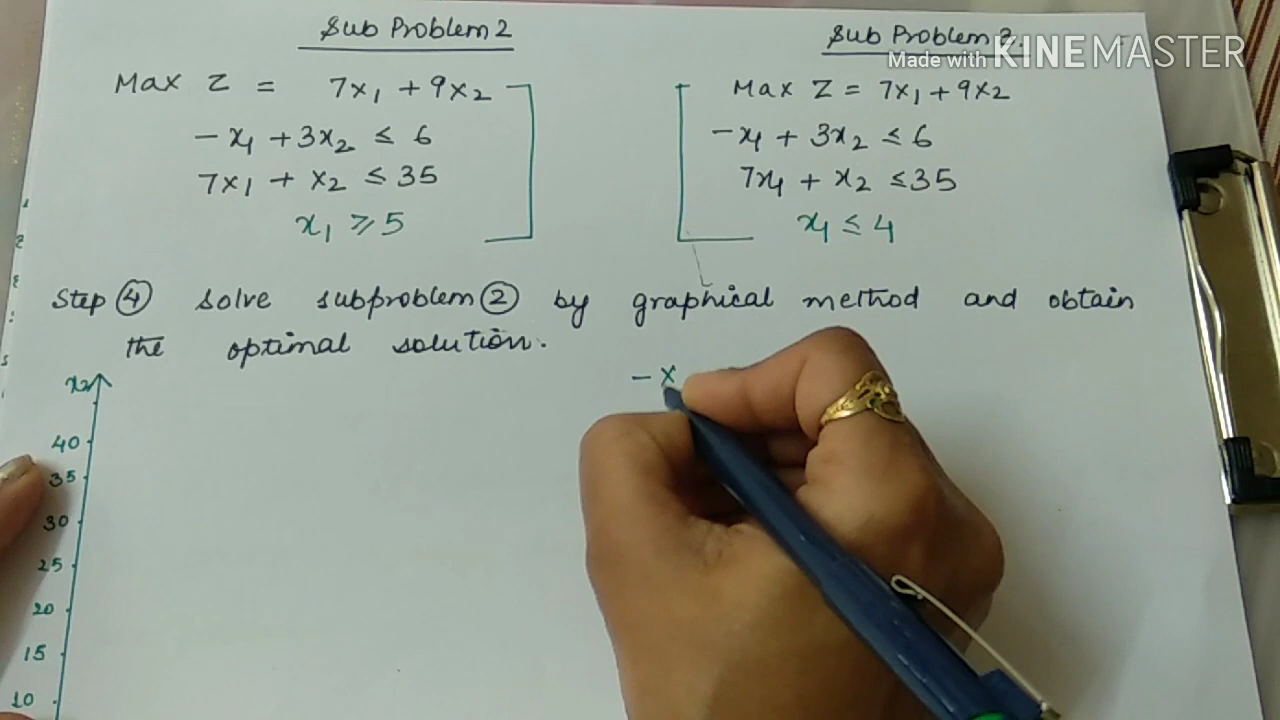 Sub Problem 2
Max Z = 7x₁ + 9x₂
-x₁ + 3x₂ ≤ 6
7x₁ + x₂ ≤ 35
x₁ ≥ 5
Sub Problem 3.
Made with KINEMASTER
Max Z = 7x₁ + 9x₂
-x₁ + 3x₂ ≤ 6
7x₁ + x₂ ≤ 35
x₁ ≤ 4
Step ④ solve subproblem ② by graphical method and obtain
the optimal solution.
x₂
40
35
30
25
20
15
10
-x